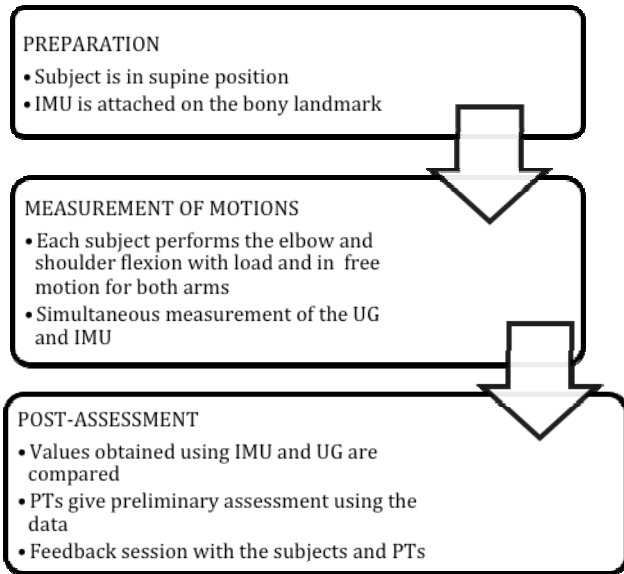 PREPARATION
• Subject is in supine position
• IMU is attached on the bony landmark
MEASUREMENT OF MOTIONS
• Each subject performs the elbow and
shoulder flexion with load and in free
motion for both arms
• Simultaneous measurement of the UG
and IMU
POST-ASSESSMENT
• Values obtained using IMU and UG are
compared
• PTs give preliminary assessment using the
data
• Feedback session with the subjects and PTs